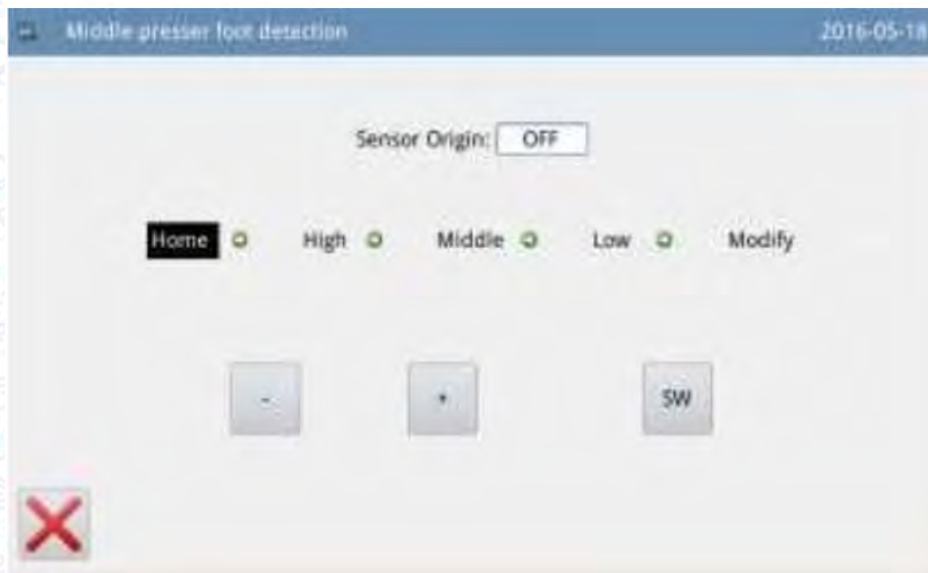 Middle presser foot detection 2016-05-18
Sensor Origin: OFF
Home High Middle Low Modify
- + SW